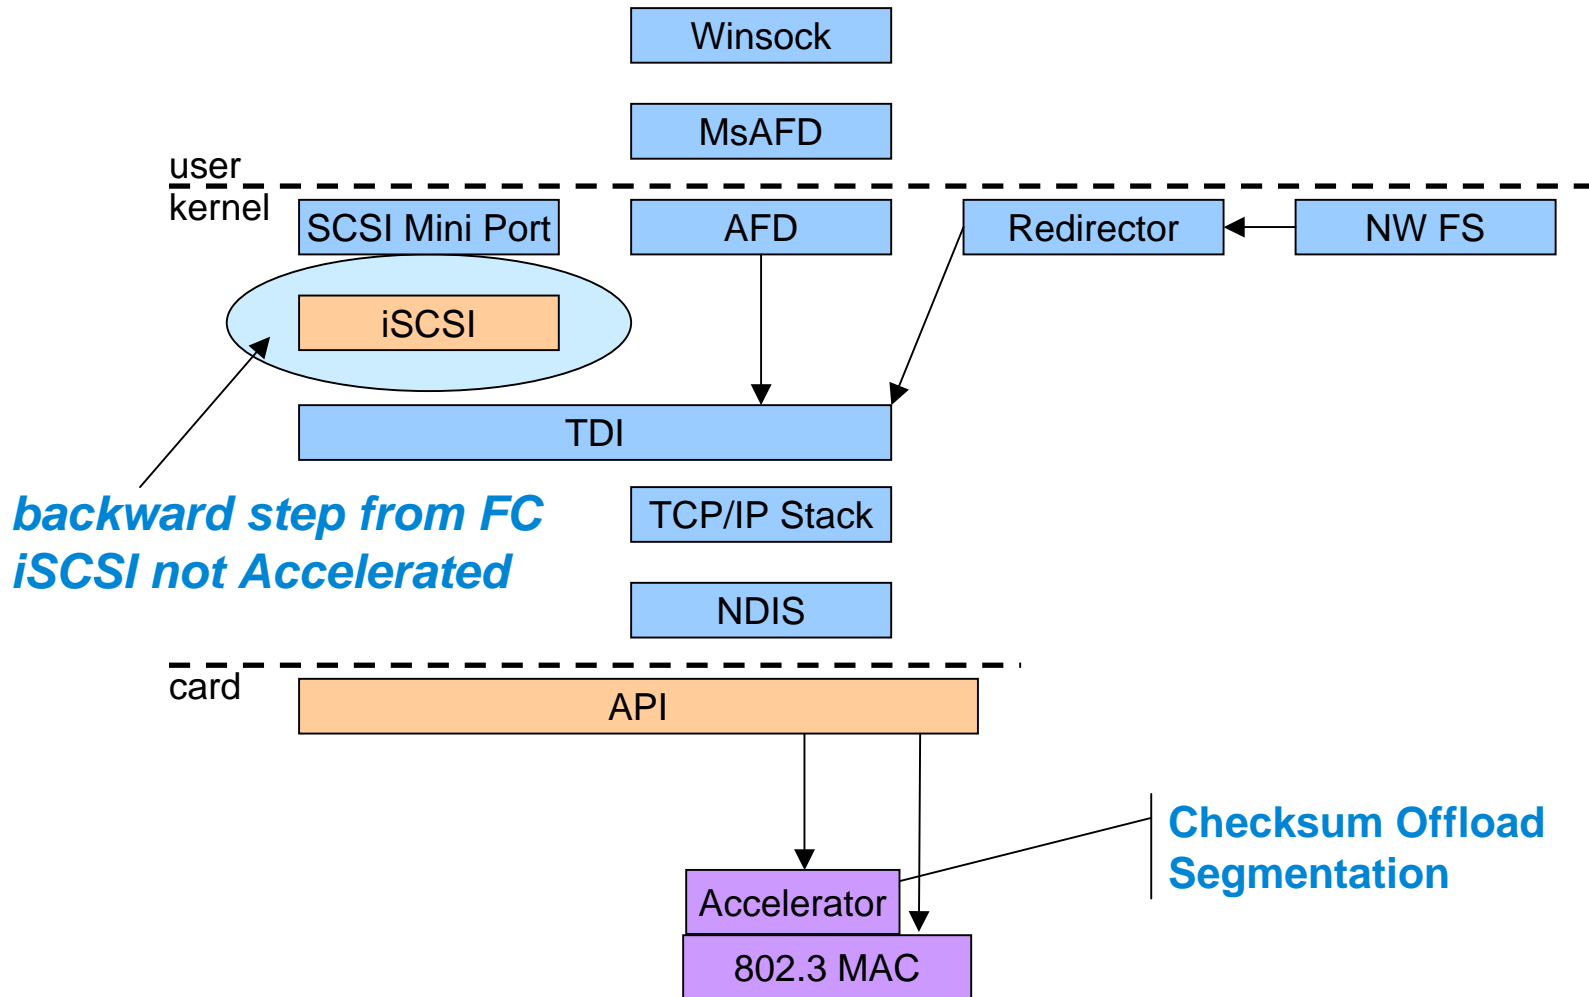 Winsock
MsAFD
user
kernel
SCSI Mini Port
AFD
Redirector
NW FS
iSCSI
TDI
backward step from FC
iSCSI not Accelerated
TCP/IP Stack
NDIS
card
API
Checksum Offload
Segmentation
Accelerator
802.3 MAC